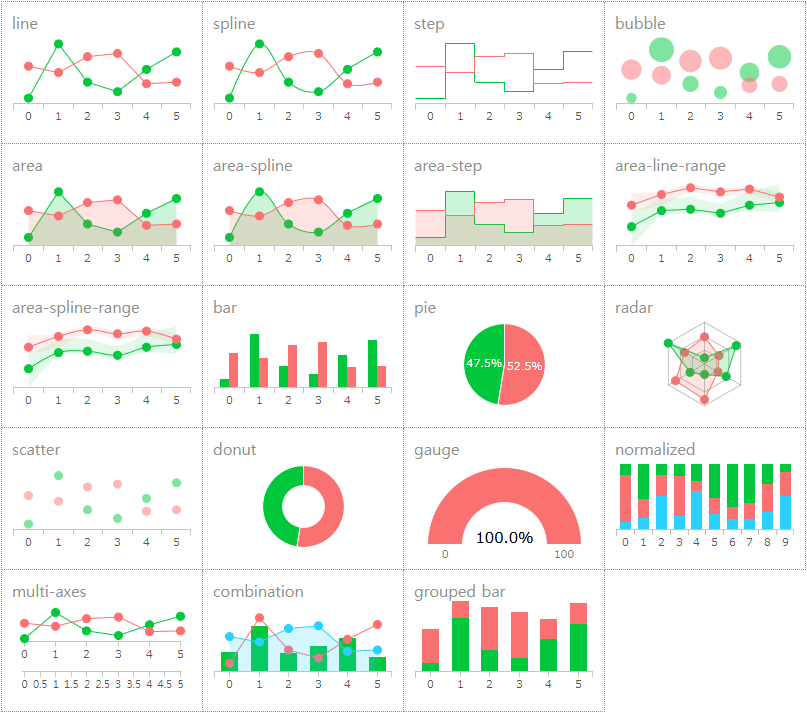 line
0 1 2 3 4 5
spline
0 1 2 3 4 5
step
0 1 2 3 4 5
bubble
0 1 2 3 4 5
area
0 1 2 3 4 5
area-spline
0 1 2 3 4 5
area-step
0 1 2 3 4 5
area-line-range
0 1 2 3 4 5
area-spline-range
0 1 2 3 4 5
bar
0 1 2 3 4 5
pie
47.5% 52.5%
radar
scatter
0 1 2 3 4 5
donut
gauge
100.0%
0 100
normalized
0 1 2 3 4 5 6 7 8 9
multi-axes
0 1 2 3 4 5
0 0.5 1 1.5 2 2.5 3 3.5 4 4.5 5
combination
0 1 2 3 4 5
grouped bar
0 1 2 3 4 5